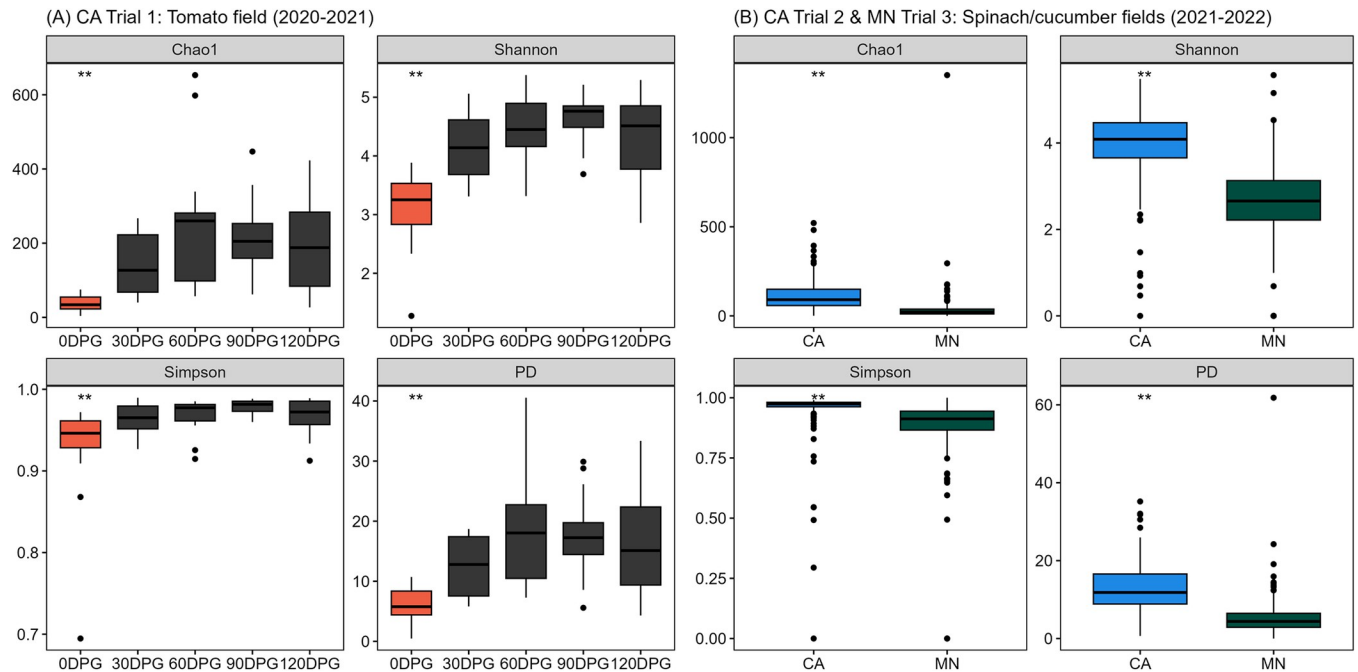 (A) CA Trial 1: Tomato field (2020-2021)
(B) CA Trial 2 & MN Trial 3: Spinach/cucumber fields (2021-2022)
Chao1
**
600
400
200
0
0DPG 30DPG 60DPG 90DPG 120DPG
Shannon
**
5
4
3
2
0DPG 30DPG 60DPG 90DPG 120DPG
Chao1
**
1000
500
0
CA MN
Shannon
**
4
2
0
CA MN
Simpson
**
1.0
0.9
0.8
0.7
0DPG 30DPG 60DPG 90DPG 120DPG
PD
**
40
30
20
10
0
0DPG 30DPG 60DPG 90DPG 120DPG
Simpson
**
1.00
0.75
0.50
0.25
0.00
CA MN
PD
**
60
40
20
0
CA MN